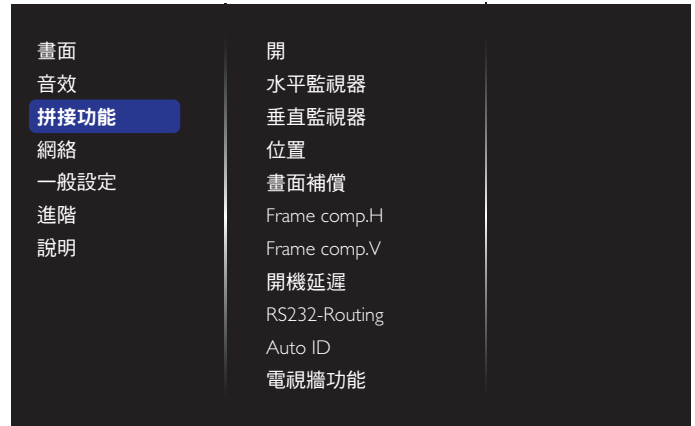 畫面
音效
拼接功能
網絡
一般設定
進階
說明
開
水平監視器
垂直監視器
位置
畫面補償
Frame comp.H
Frame comp.V
開機延遲
RS232-Routing
Auto ID
電視牆功能